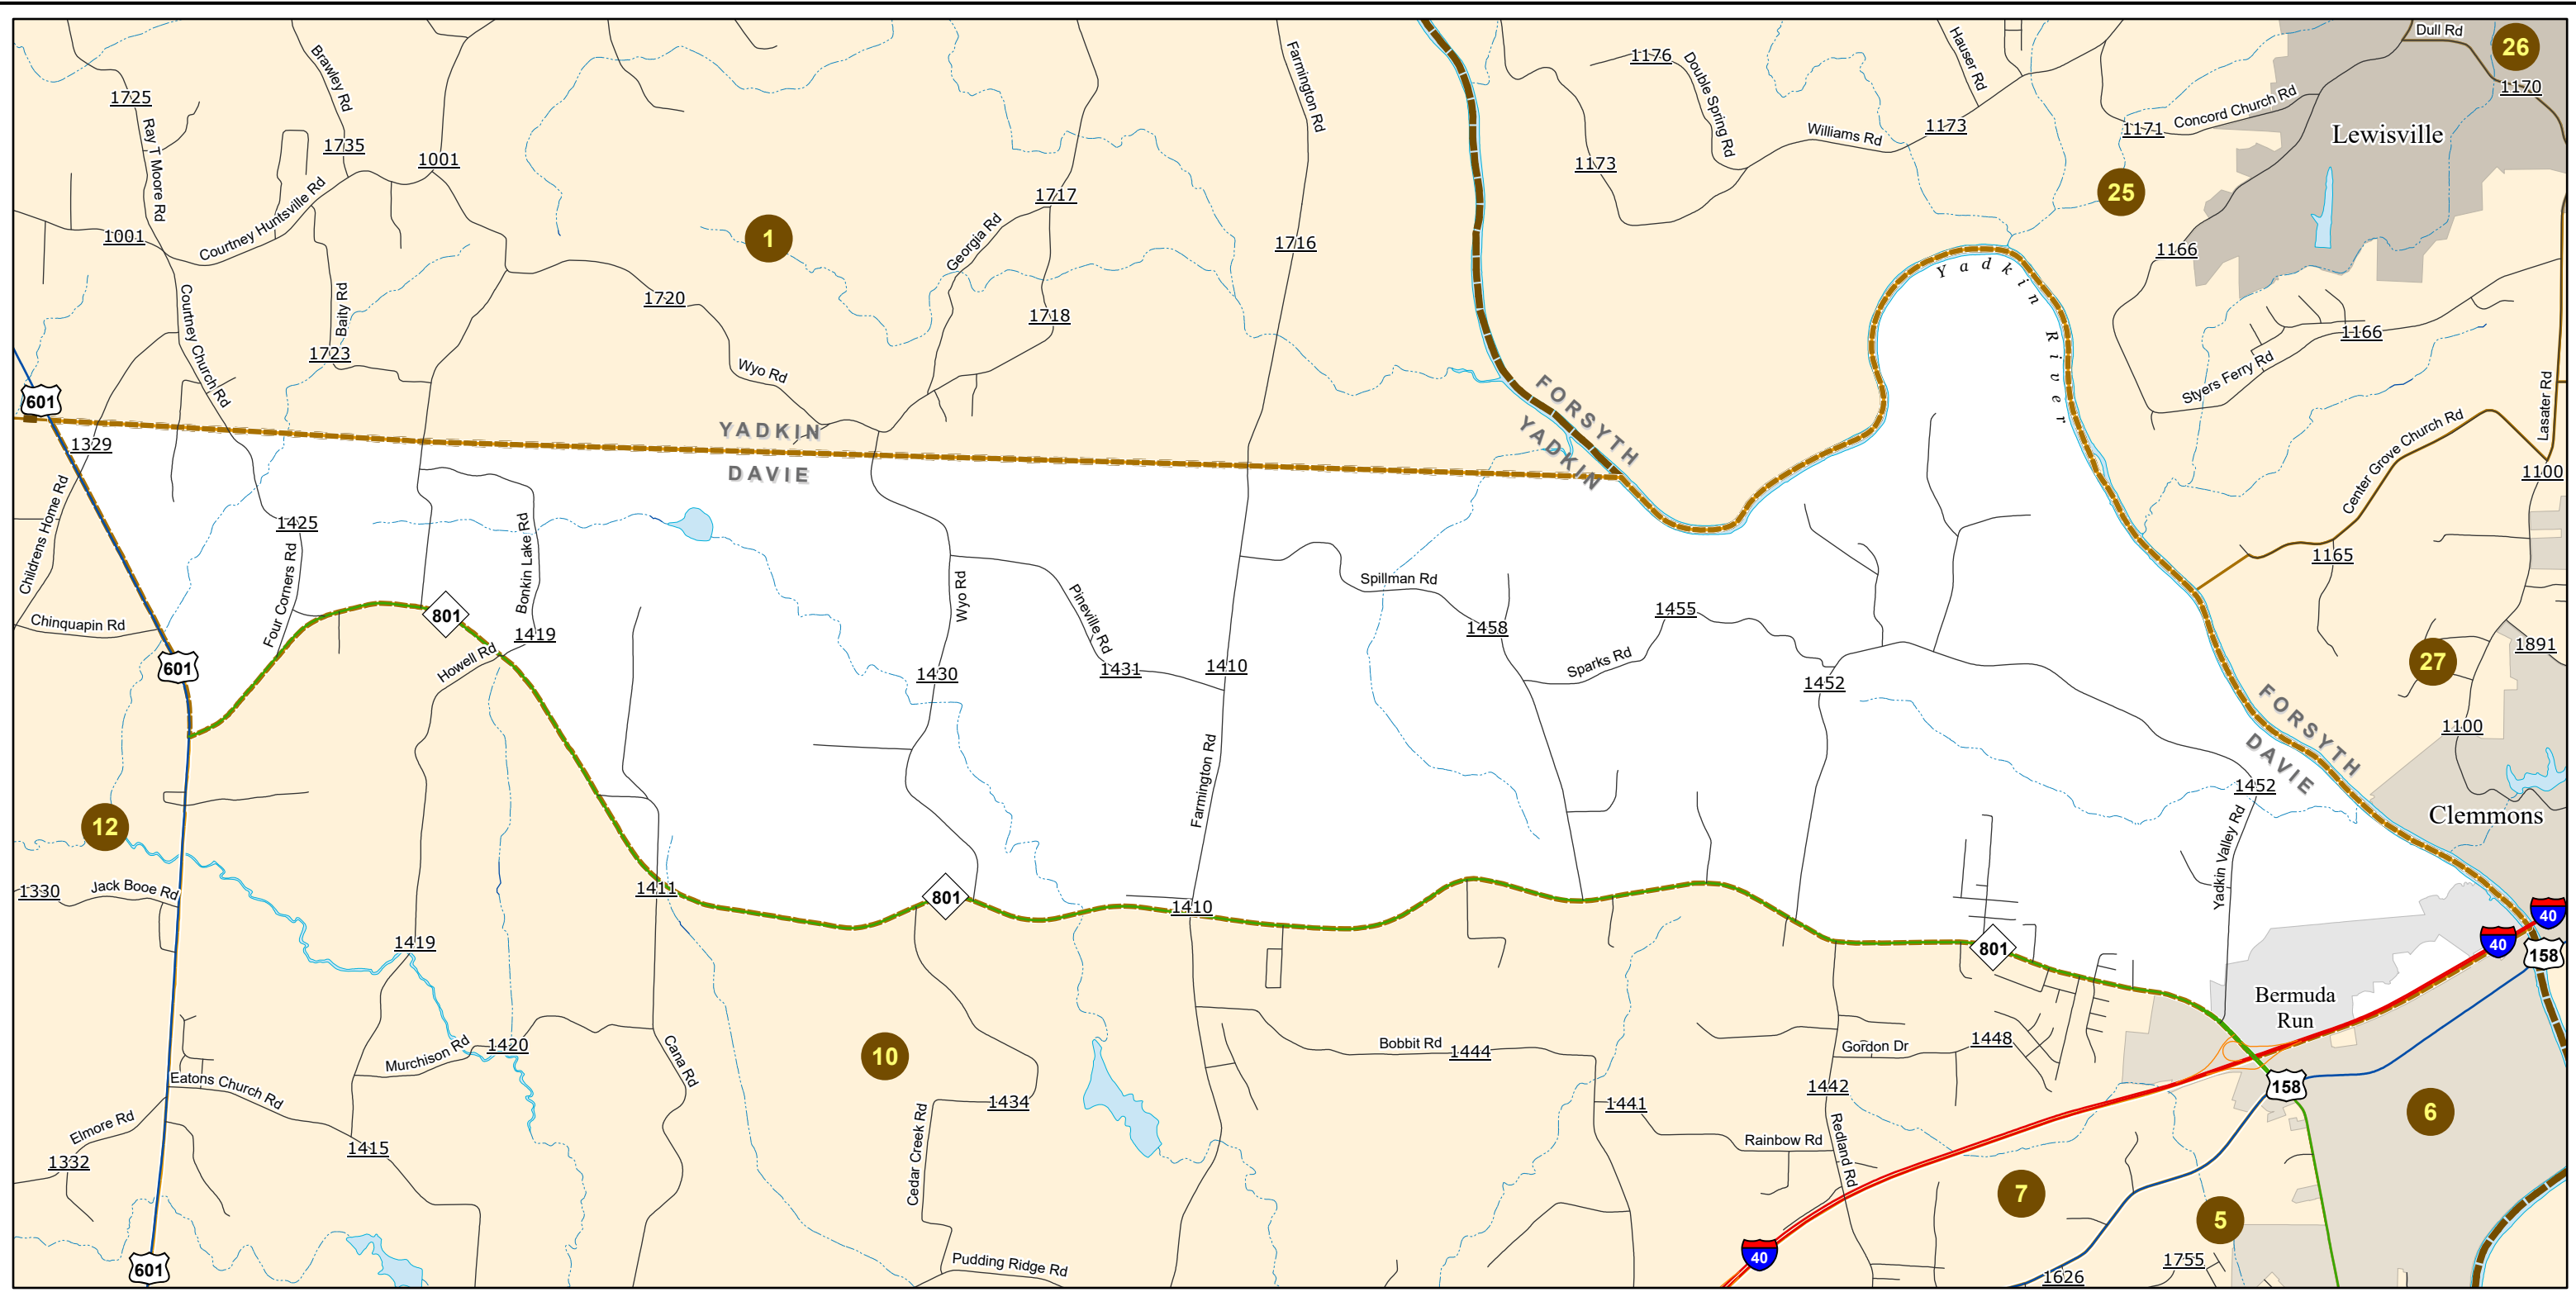 Dull Rd
26
1170
Brawley Rd
Farmington Rd
1176
Double Spring Rd
Hauser Rd
1725
Ray T Moore Rd
1735
1001
1173
Williams Rd
1173
1171
Concord Church Rd
Lewisville
25
1717
Georgia Rd
Courtney Huntsville Rd
1001
1
1716
1166
Yadkin River
1720
1718
Courtney Church Rd
Baity Rd
1723
Wyo Rd
1166
Styers Ferry Rd
Lasater Rd
601
FORSYTH
YADKIN
YADKIN
DAVIE
1329
Center Grove Church Rd
1100
Childrens Home Rd
1425
Four Corners Rd
Bonkin Lake Rd
1165
Wyo Rd
Pineville Rd
Spillman Rd
Chinquapin Rd
801
1419
Howell Rd
1458
1455
Sparks Rd
1891
27
601
1430
1431
1410
1452
FORSYTH
DAVIE
1100
Farmington Rd
1452
Clemmons
Yadkin Valley Rd
12
1330
Jack Booe Rd
1411
801
1410
801
40
40
158
1419
Bermuda
Run
Murchison Rd
1420
Cana Rd
10
Bobbit Rd
1444
Gordon Dr
1448
Eatons Church Rd
1442
158
Cedar Creek Rd
1434
1441
6
Elmore Rd
1415
Rainbow Rd
Redland Rd
1332
7
5
601
Pudding Ridge Rd
40
1755
1626